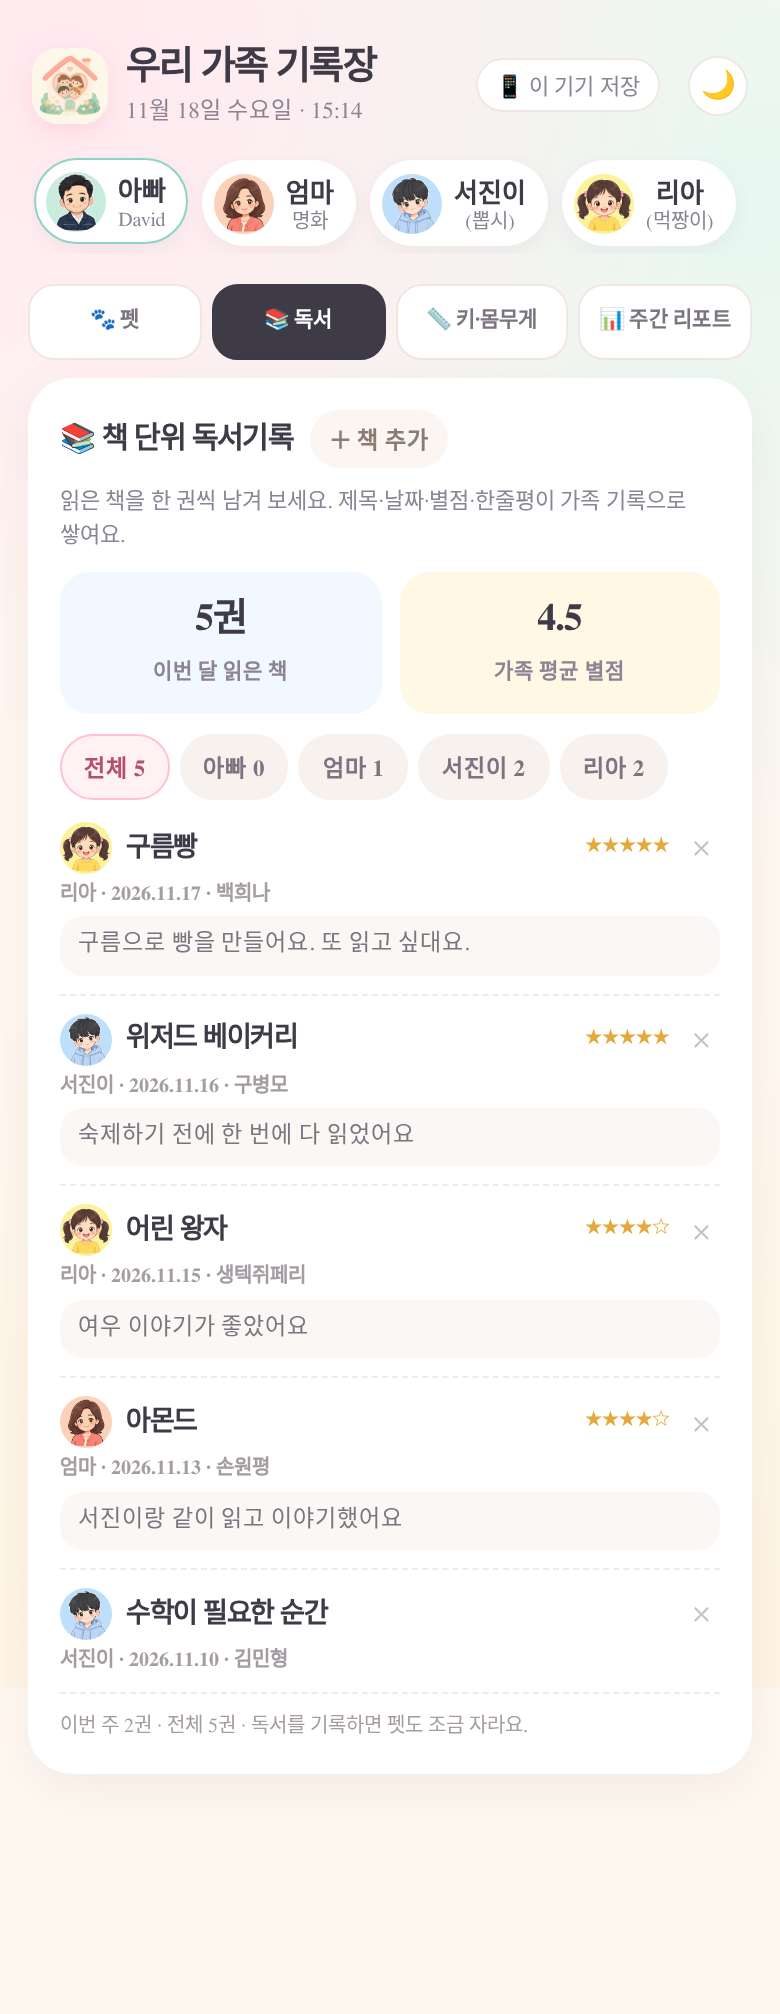 우리 가족 기록장
11월 18일 수요일 · 15:14
이 기기 저장
아빠
David
엄마
명화
서진이
(뽑시)
리아
(먹짱이)
펫
독서
키·몸무게
주간 리포트
책 단위 독서기록
+ 책 추가
읽은 책을 한 권씩 남겨 보세요. 제목·날짜·별점·한줄평이 가족 기록으로
쌓여요.
5권
이번 달 읽은 책
4.5
가족 평균 별점
전체 5
아빠 0
엄마 1
서진이 2
리아 2
구름빵
★★★★★ ×
리아 · 2026.11.17 · 백희나
구름으로 빵을 만들어요. 또 읽고 싶대요.
위저드 베이커리
★★★★★ ×
서진이 · 2026.11.16 · 구병모
숙제하기 전에 한 번에 다 읽었어요
어린 왕자
★★★★☆ ×
리아 · 2026.11.15 · 생텍쥐페리
여우 이야기가 좋았어요
아몬드
★★★★☆ ×
엄마 · 2026.11.13 · 손원평
서진이랑 같이 읽고 이야기했어요
수학이 필요한 순간
×
서진이 · 2026.11.10 · 김민형
이번 주 2권 · 전체 5권 · 독서를 기록하면 펫도 조금 자라요.